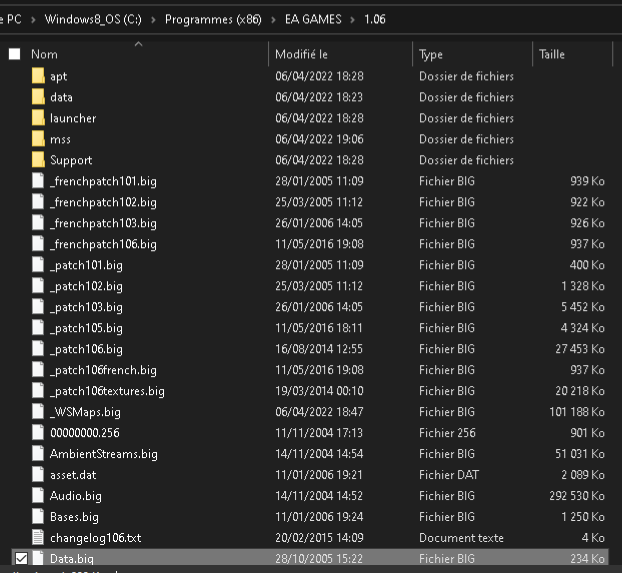 e PC > Windows8_OS (C:) > Programmes (x86) > EA GAMES > 1.06
Nom Modifié le Type Taille
apt 06/04/2022 18:28 Dossier de fichiers
data 06/04/2022 18:23 Dossier de fichiers
launcher 06/04/2022 18:28 Dossier de fichiers
mss 06/04/2022 19:06 Dossier de fichiers
Support 06/04/2022 18:28 Dossier de fichiers
_frenchpatch101.big 28/01/2005 11:09 Fichier BIG 939 Ko
_frenchpatch102.big 25/03/2005 11:12 Fichier BIG 922 Ko
_frenchpatch103.big 26/01/2006 14:05 Fichier BIG 926 Ko
_frenchpatch106.big 11/05/2016 19:08 Fichier BIG 937 Ko
_patch101.big 28/01/2005 11:09 Fichier BIG 400 Ko
_patch102.big 25/03/2005 11:12 Fichier BIG 1 328 Ko
_patch103.big 26/01/2006 14:05 Fichier BIG 5 452 Ko
_patch105.big 11/05/2016 18:11 Fichier BIG 4 324 Ko
_patch106.big 16/08/2014 12:55 Fichier BIG 27 453 Ko
_patch106french.big 11/05/2016 19:08 Fichier BIG 937 Ko
_patch106textures.big 19/03/2014 00:10 Fichier BIG 20 218 Ko
_WSMaps.big 06/04/2022 18:47 Fichier BIG 101 188 Ko
00000000.256 11/11/2004 17:13 Fichier 256 901 Ko
AmbientStreams.big 14/11/2004 14:54 Fichier BIG 51 031 Ko
asset.dat 11/01/2006 19:21 Fichier DAT 2 089 Ko
Audio.big 14/11/2004 14:52 Fichier BIG 292 530 Ko
Bases.big 11/01/2006 19:24 Fichier BIG 1 250 Ko
changelog106.txt 20/02/2015 14:09 Document texte 4 Ko
Data.big 28/10/2005 15:22 Fichier BIG 234 Ko